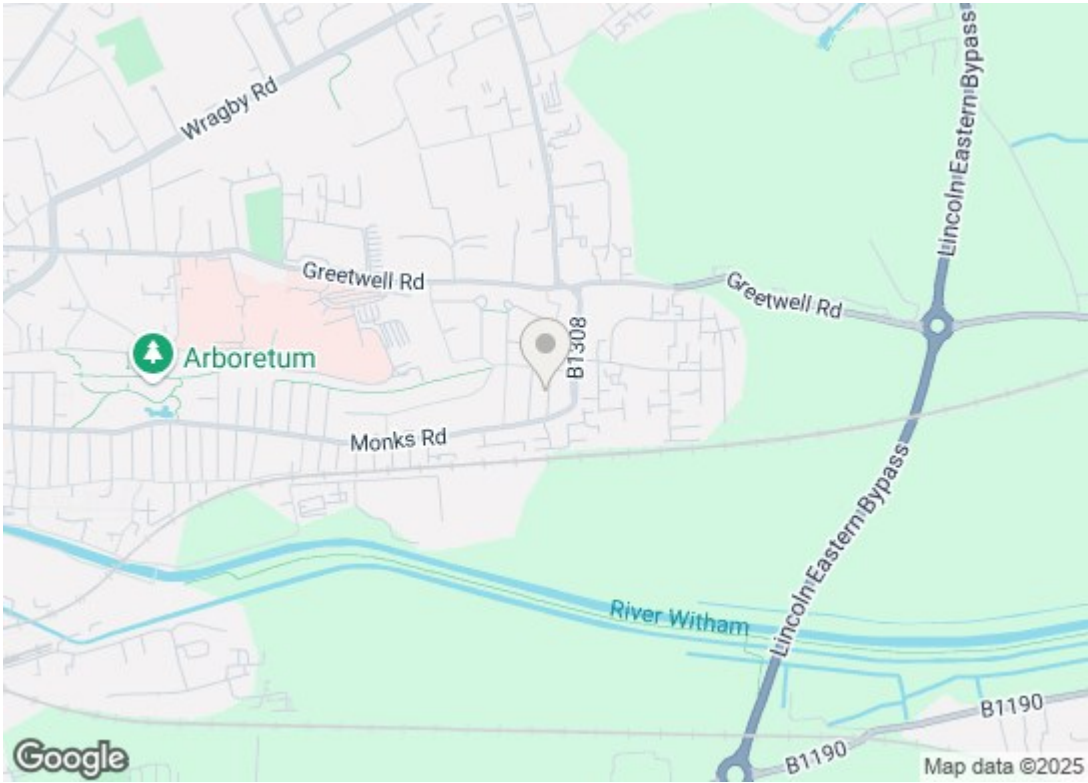 Lincoln Eastern Bypass
Wragby Rd
Greetwell Rd
Greetwell Rd
B1308
Arboretum
Monks Rd
Lincoln Eastern Bypass
River Witham
B1190
B1190
Google
Map data ©2025